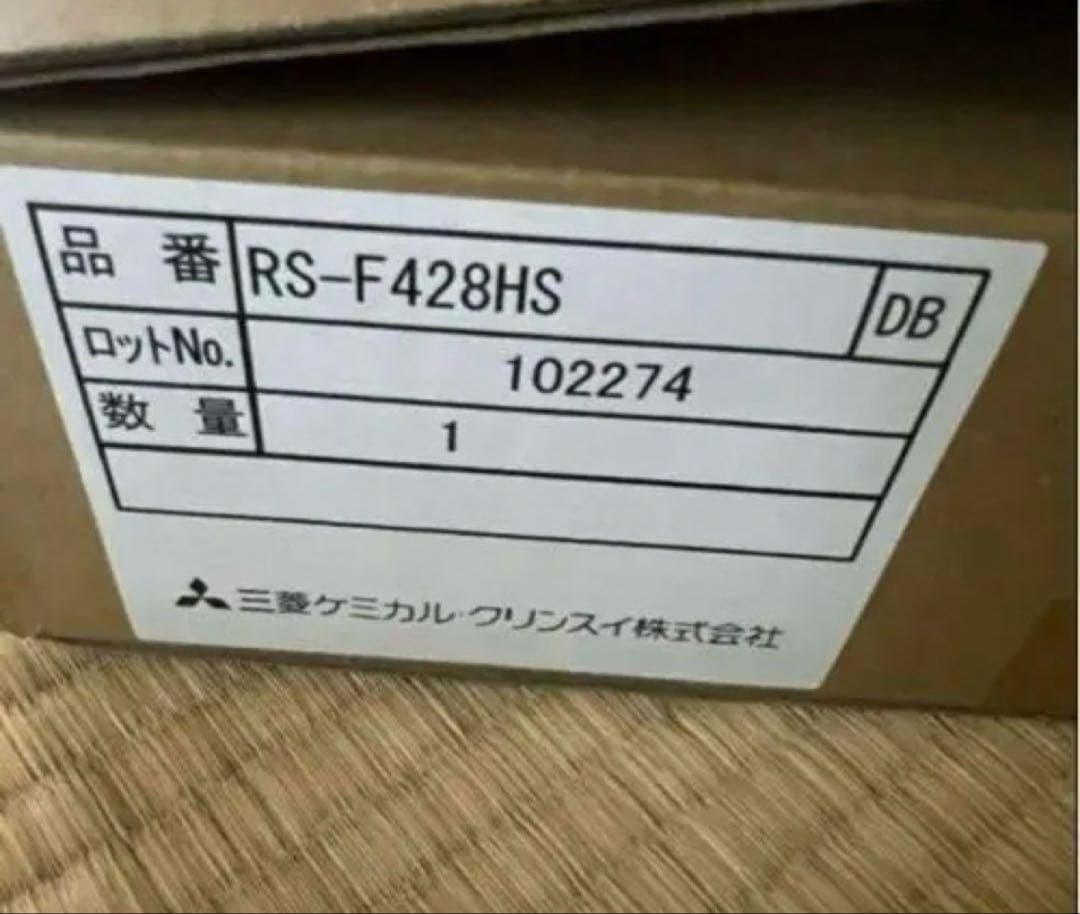 品番 RS-F428HS DB
ロットNo. 102274
数量 1
三菱ケミカル・クリンスイ株式会社